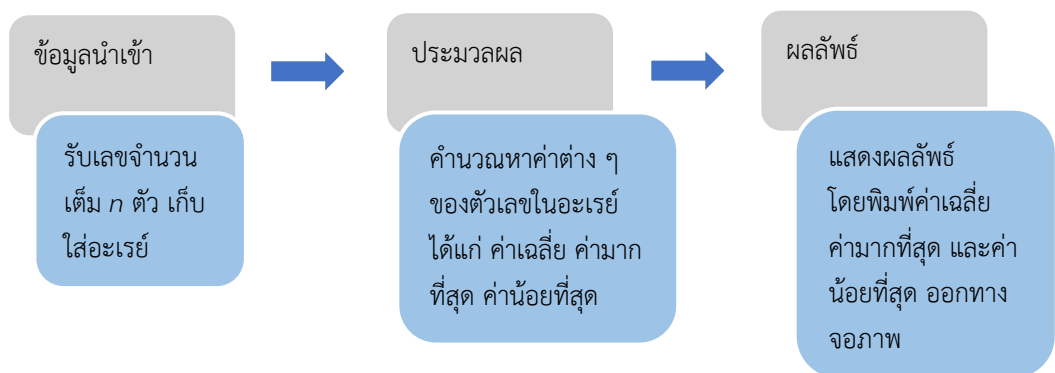 ข้อมูลนำเข้า
รับเลขจำนวน
เต็ม n ตัว เก็บ
ใส่อะเรย์
ประมวลผล
คำนวณหาค่าต่าง ๆ
ของตัวเลขในอะเรย์
ได้แก่ ค่าเฉลี่ย ค่ามาก
ที่สุด ค่าน้อยที่สุด
ผลลัพธ์
แสดงผลลัพธ์
โดยพิมพ์ค่าเฉลี่ย
ค่ามากที่สุด และค่า
น้อยที่สุด ออกทาง
จอภาพ